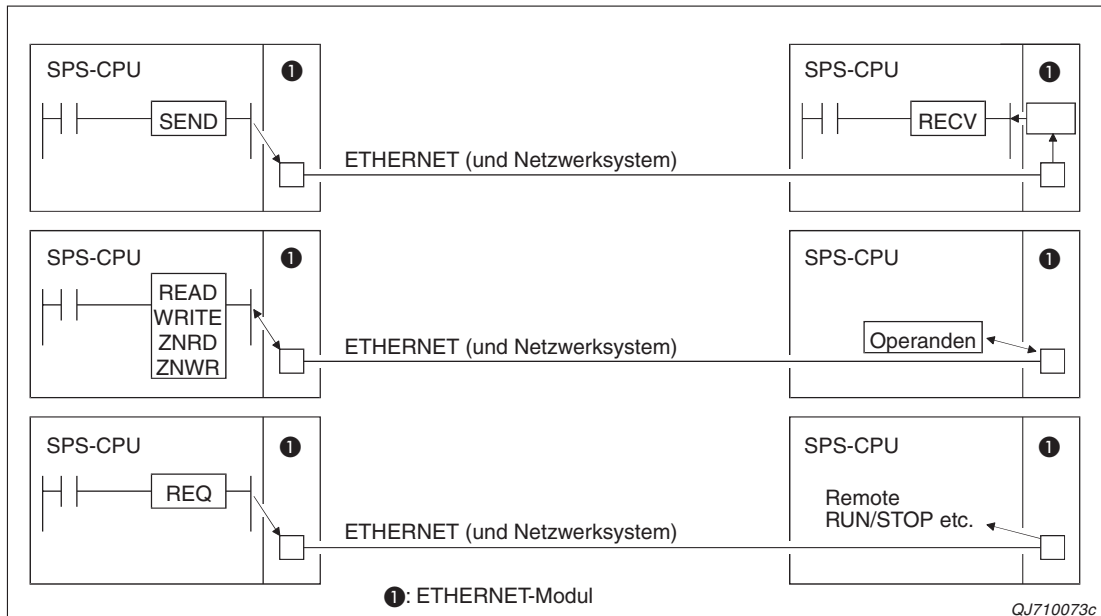 SPS-CPU ❶ SPS-CPU ❶
SEND RECV
ETHERNET (und Netzwerksystem)
SPS-CPU ❶ SPS-CPU ❶
READ
WRITE
ZNRD
ZNWR
Operanden
ETHERNET (und Netzwerksystem)
SPS-CPU ❶ SPS-CPU ❶
REQ
Remote
RUN/STOP etc.
ETHERNET (und Netzwerksystem)
❶: ETHERNET-Modul
QJ710073c